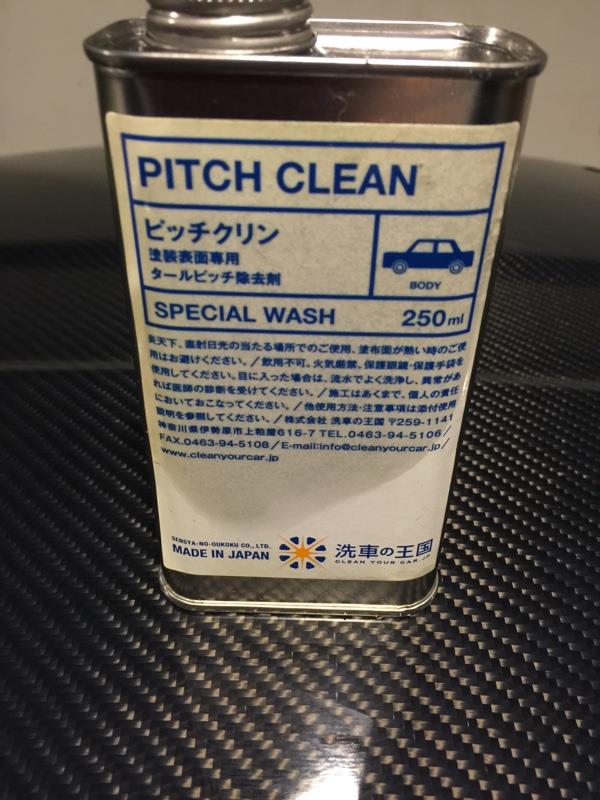 PITCH CLEAN
ピッチクリン
塗装表面専用
タールピッチ除去剤
BODY
SPECIAL WASH 250ml
炎天下、直射日光の当たる場所でのご使用、塗布面が熱い時のご使
用はお避けください。/飲用不可。火気厳禁、保護眼鏡・保護手袋を
使用してください。目に入った場合は、流水でよく洗浄し、異常があ
れば医師の診断を受けてください。/施工はあくまで、個人の責任
においておこなってください。/他使用方法・注意事項は添付使用
説明を参照してください。/株式会社 洗車の王国 〒259-1141
神奈川県伊勢原市上粕屋616-7 TEL.0463-94-5106/
FAX.0463-94-5108/E-mail:info@cleanyourcar.jp/
www.cleanyourcar.jp
SENSYA-NO-OUKOKU CO., LTD.
MADE IN JAPAN
洗車の王国
CLEAN YOUR CAR.JP